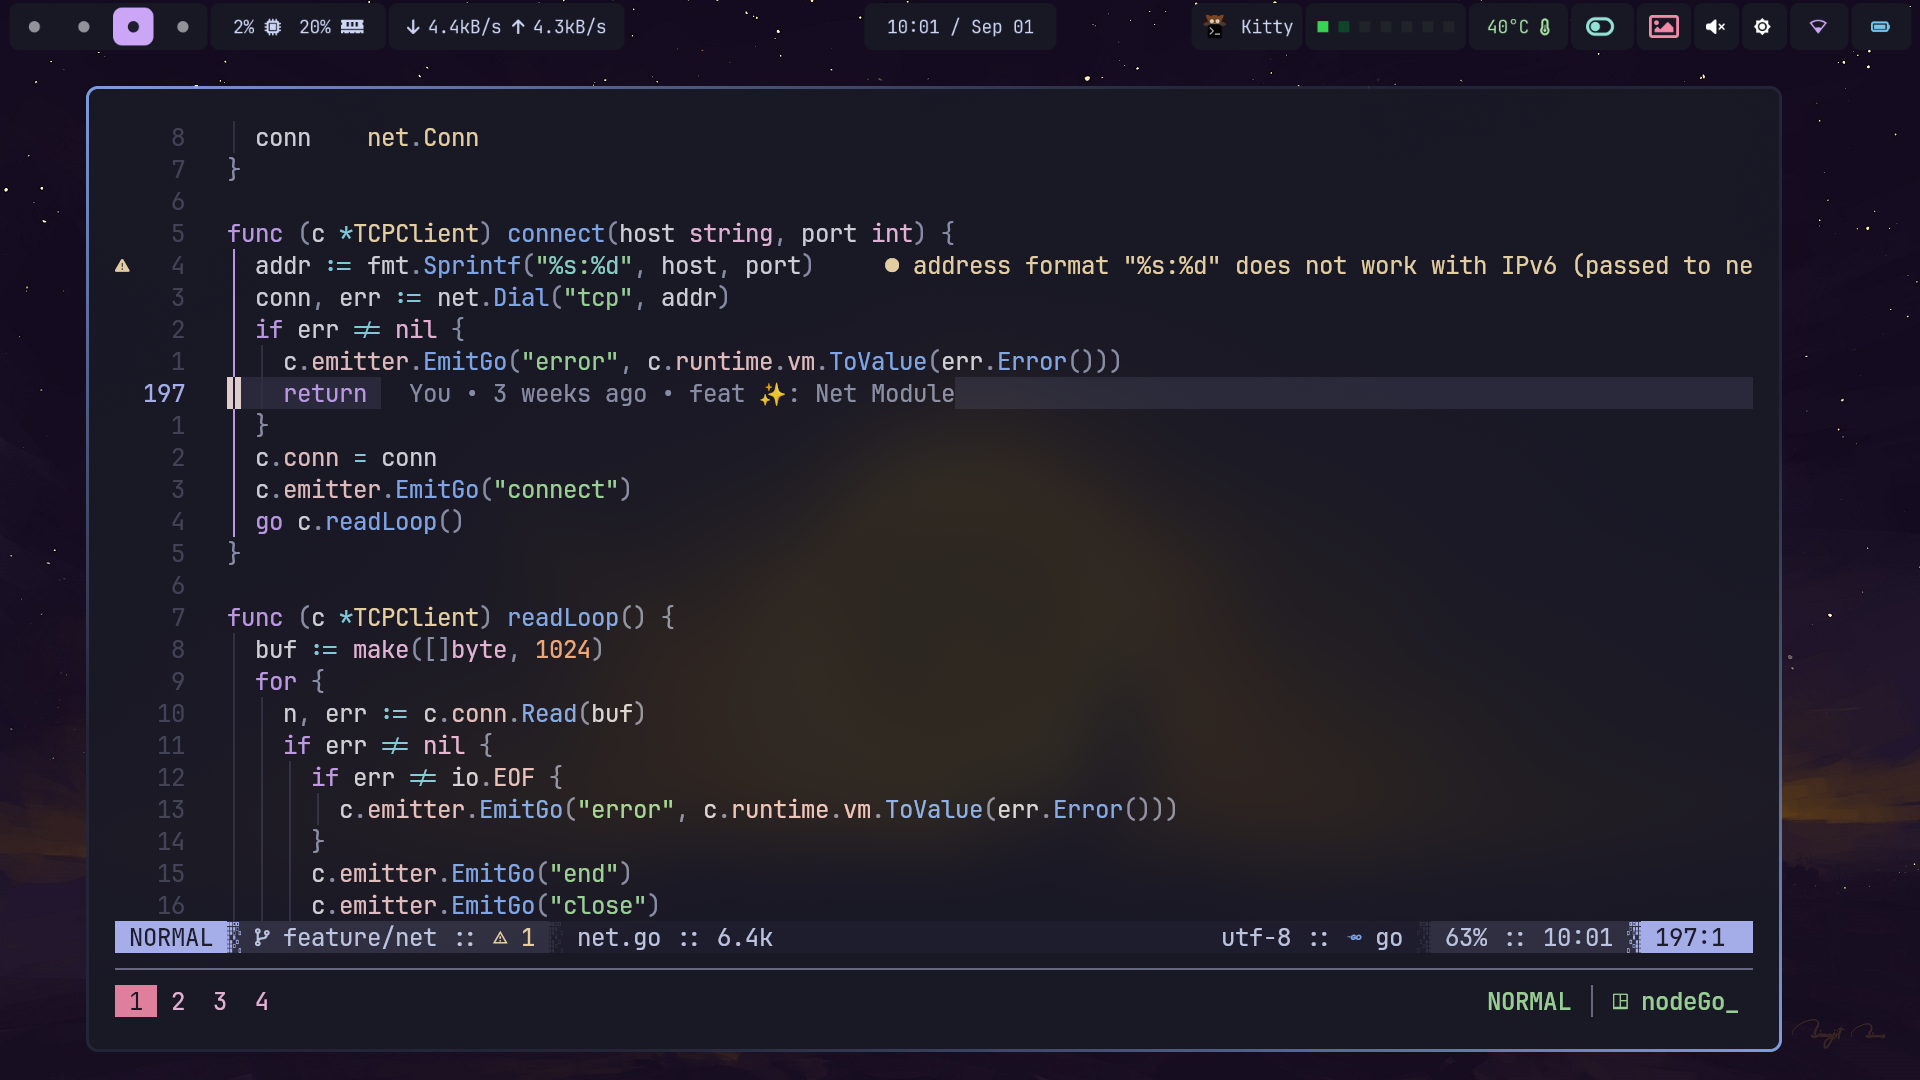 2% 20% ↓ 4.4kB/s ↑ 4.3kB/s 10:01 / Sep 01 Kitty 40°C
8 conn net.Conn
7 }
6
5 func (c *TCPClient) connect(host string, port int) {
4 addr := fmt.Sprintf("%s:%d", host, port) ● address format "%s:%d" does not work with IPv6 (passed to ne
3 conn, err := net.Dial("tcp", addr)
2 if err != nil {
1 c.emitter.EmitGo("error", c.runtime.vm.ToValue(err.Error()))
197 return You • 3 weeks ago • feat ✨: Net Module
1 }
2 c.conn = conn
3 c.emitter.EmitGo("connect")
4 go c.readLoop()
5 }
6
7 func (c *TCPClient) readLoop() {
8 buf := make([]byte, 1024)
9 for {
10 n, err := c.conn.Read(buf)
11 if err != nil {
12 if err != io.EOF {
13 c.emitter.EmitGo("error", c.runtime.vm.ToValue(err.Error()))
14 }
15 c.emitter.EmitGo("end")
16 c.emitter.EmitGo("close")
NORMAL feature/net :: ⚠ 1 net.go :: 6.4k utf-8 :: go 63% :: 10:01 197:1
1 2 3 4 NORMAL │ nodeGo_